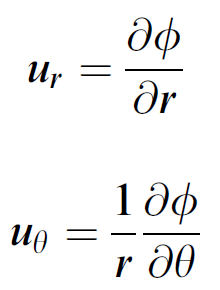 u_r = ∂ϕ/∂r
u_θ = 1/r ∂ϕ/∂θ